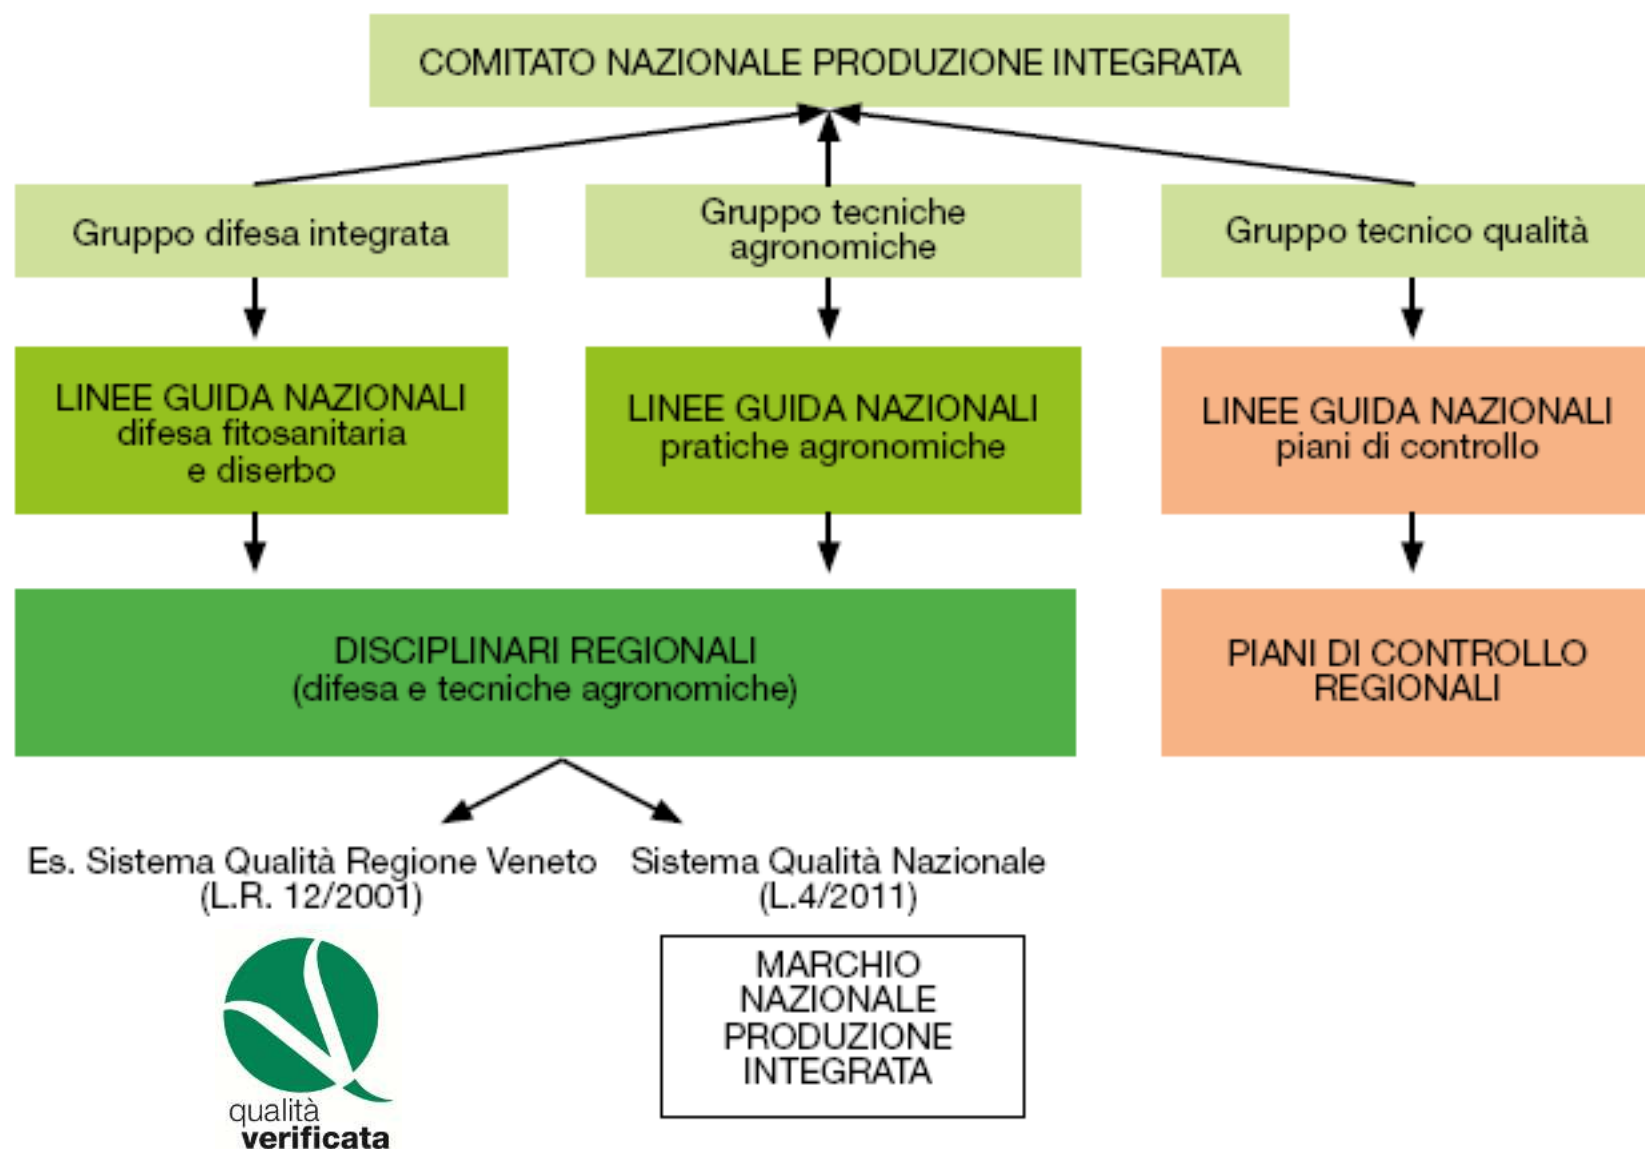 COMITATO NAZIONALE PRODUZIONE INTEGRATA
Gruppo difesa integrata
Gruppo tecniche
agronomiche
Gruppo tecnico qualità
LINEE GUIDA NAZIONALI
difesa fitosanitaria
e diserbo
LINEE GUIDA NAZIONALI
pratiche agronomiche
LINEE GUIDA NAZIONALI
piani di controllo
DISCIPLINARI REGIONALI
(difesa e tecniche agronomiche)
PIANI DI CONTROLLO
REGIONALI
Es. Sistema Qualità Regione Veneto
(L.R. 12/2001)
Sistema Qualità Nazionale
(L.4/2011)
qualità
verificata
MARCHIO
NAZIONALE
PRODUZIONE
INTEGRATA